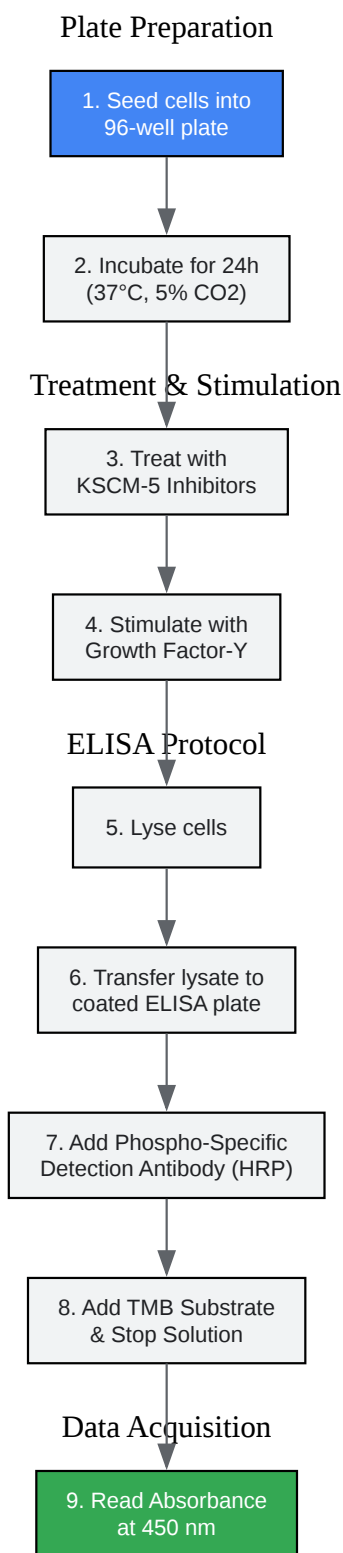 Plate Preparation
1. Seed cells into
96-well plate
2. Incubate for 24h
(37°C, 5% CO2)
Treatment & Stimulation
3. Treat with
KSCM-5 Inhibitors
4. Stimulate with
Growth Factor-Y
ELISA Protocol
5. Lyse cells
6. Transfer lysate to
coated ELISA plate
7. Add Phospho-Specific
Detection Antibody (HRP)
8. Add TMB Substrate
& Stop Solution
Data Acquisition
9. Read Absorbance
at 450 nm